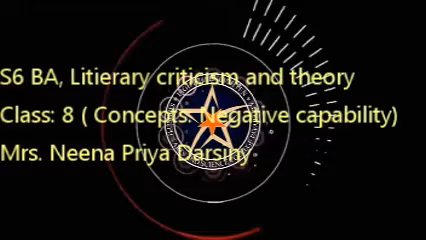 S6 BA, Litierary criticism and theory
Class: 8 ( Concepts: Negative capability)
Mrs. Neena Priya Darsiny